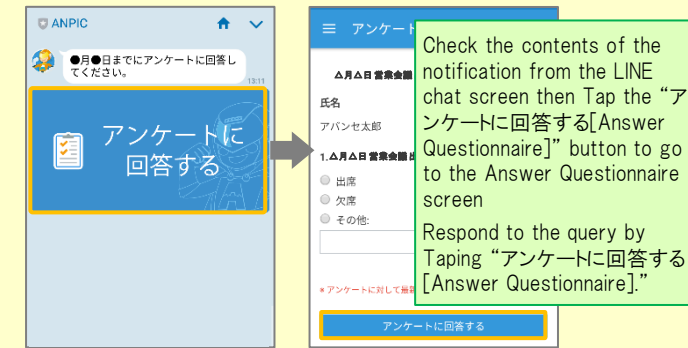 ANPIC
●月●日までにアンケートに回答し
てください。
13:11
アンケートに
回答する
アンケート
△月△日 営業会議
氏名
アバンセ太郎
1.△月△日 営業会議 出
出席
欠席
その他:
* アンケートに対して最
アンケートに回答する
Check the contents of the
notification from the LINE
chat screen then Tap the “ア
ンケートに回答する[Answer
Questionnaire]” button to go
to the Answer Questionnaire
screen
Respond to the query by
Taping “アンケートに回答する
[Answer Questionnaire].”